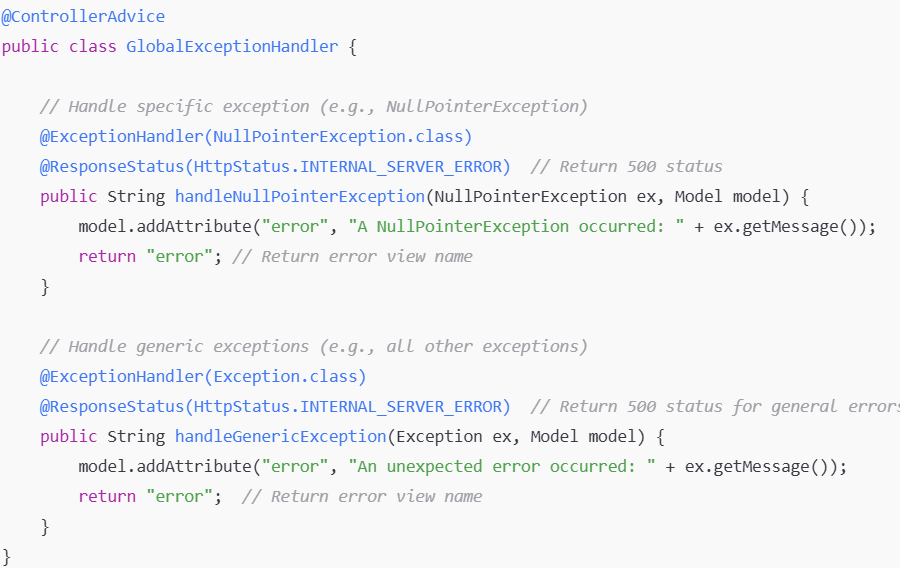 @ControllerAdvice
public class GlobalExceptionHandler {
// Handle specific exception (e.g., NullPointerException)
@ExceptionHandler(NullPointerException.class)
@ResponseStatus(HttpStatus.INTERNAL_SERVER_ERROR)  // Return 500 status
public String handleNullPointerException(NullPointerException ex, Model model) {
model.addAttribute("error", "A NullPointerException occurred: " + ex.getMessage());
return "error"; // Return error view name
}
// Handle generic exceptions (e.g., all other exceptions)
@ExceptionHandler(Exception.class)
@ResponseStatus(HttpStatus.INTERNAL_SERVER_ERROR)  // Return 500 status for general errors
public String handleGenericException(Exception ex, Model model) {
model.addAttribute("error", "An unexpected error occurred: " + ex.getMessage());
return "error";  // Return error view name
}
}